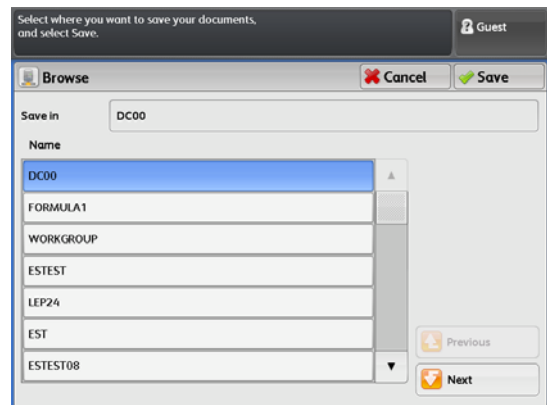 Select where you want to save your documents,
and select Save.
Guest
Browse
Cancel
Save
Save in
DC00
Name
DC00
FORMULA1
WORKGROUP
ESTEST
LEP24
EST
ESTEST08
Previous
Next